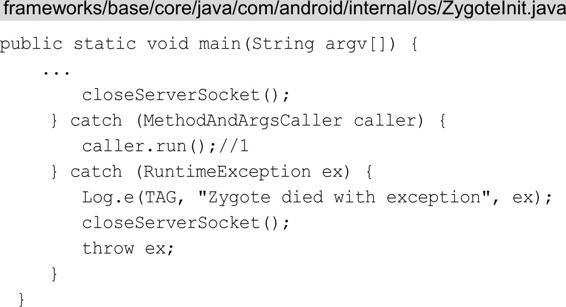 frameworks/base/core/java/com/android/internal/os/ZygoteInit.java
public static void main(String argv[]) {
...
closeServerSocket();
} catch (MethodAndArgsCaller caller) {
caller.run();//1
} catch (RuntimeException ex) {
Log.e(TAG, "Zygote died with exception", ex);
closeServerSocket();
throw ex;
}
}